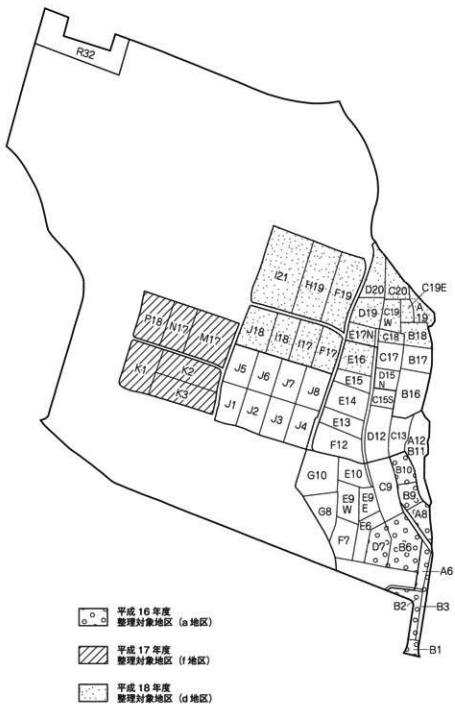 R32
I21
H19
F19
D20
C20
C19E
A
19
D19
C19
W
P18
N17
M17
J18
I18
I17
F17
E17N
C18
B18
E16
C17
B17
K1
K2
K3
J5
J6
J7
J8
E15
D15
N
C15S
B16
J1
J2
J3
J4
E14
E13
F12
D12
C13
A12
B11
G10
E10
C9
B10
B9
G8
E9
W
E9
E
A8
F7
E6
D7
B6
A6
B2
B3
B1
平成 16 年度
整理対象地区 (a 地区)
平成 17 年度
整理対象地区 (f 地区)
平成 18 年度
整理対象地区 (d 地区)